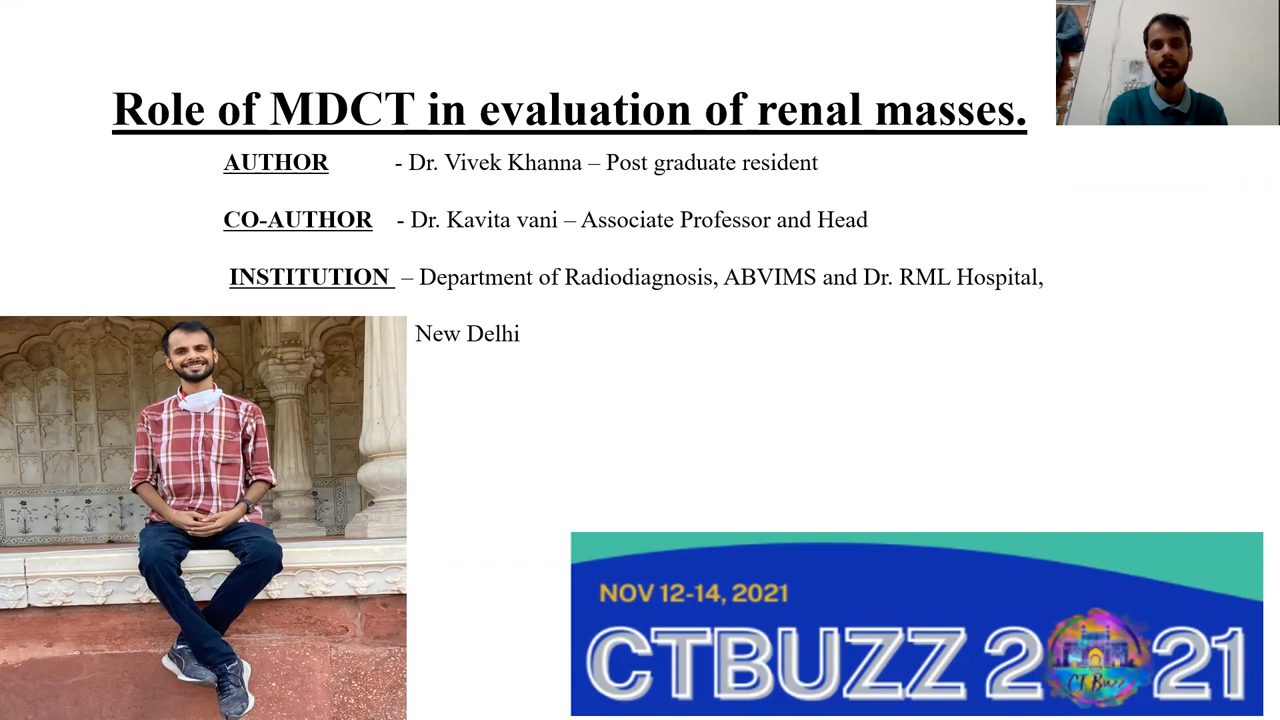 Role of MDCT in evaluation of renal masses.
AUTHOR - Dr. Vivek Khanna – Post graduate resident
CO-AUTHOR - Dr. Kavita vani – Associate Professor and Head
INSTITUTION – Department of Radiodiagnosis, ABVIMS and Dr. RML Hospital,
New Delhi
NOV 12-14, 2021
CTBUZZ 2021
CT Buzz